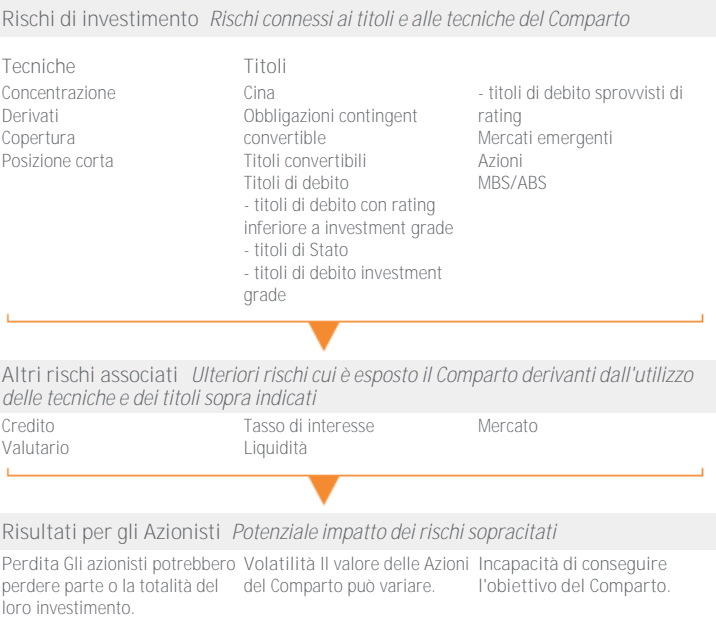 Rischi di investimento Rischi connessi ai titoli e alle tecniche del Comparto
Tecniche
Concentrazione
Derivati
Copertura
Posizione corta
Titoli
Cina
Obbligazioni contingent
convertible
Titoli convertibili
Titoli di debito
- titoli di debito con rating
inferiore a investment grade
- titoli di Stato
- titoli di debito investment
grade
- titoli di debito sprovvisti di
rating
Mercati emergenti
Azioni
MBS/ABS
Altri rischi associati Ulteriori rischi cui è esposto il Comparto derivanti dall'utilizzo
delle tecniche e dei titoli sopra indicati
Credito
Valutario
Tasso di interesse
Liquidità
Mercato
Risultati per gli Azionisti Potenziale impatto dei rischi sopracitati
Perdita Gli azionisti potrebbero
perdere parte o la totalità del
loro investimento.
Volatilità Il valore delle Azioni
del Comparto può variare.
Incapacità di conseguire
l'obiettivo del Comparto.